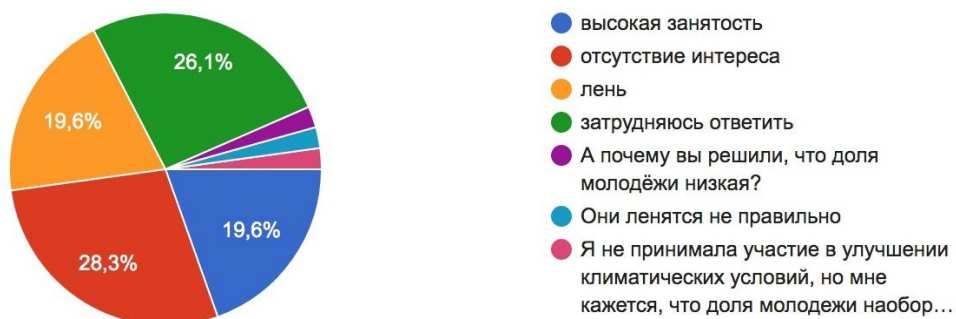 26,1%
19,6%
28,3%
19,6%
высокая занятость
отсутствие интереса
лень
затрудняюсь ответить
А почему вы решили, что доля
молодёжи низкая?
Они ленятся не правильно
Я не принимала участие в улучшении
климатических условий, но мне
кажется, что доля молодежи наобор…